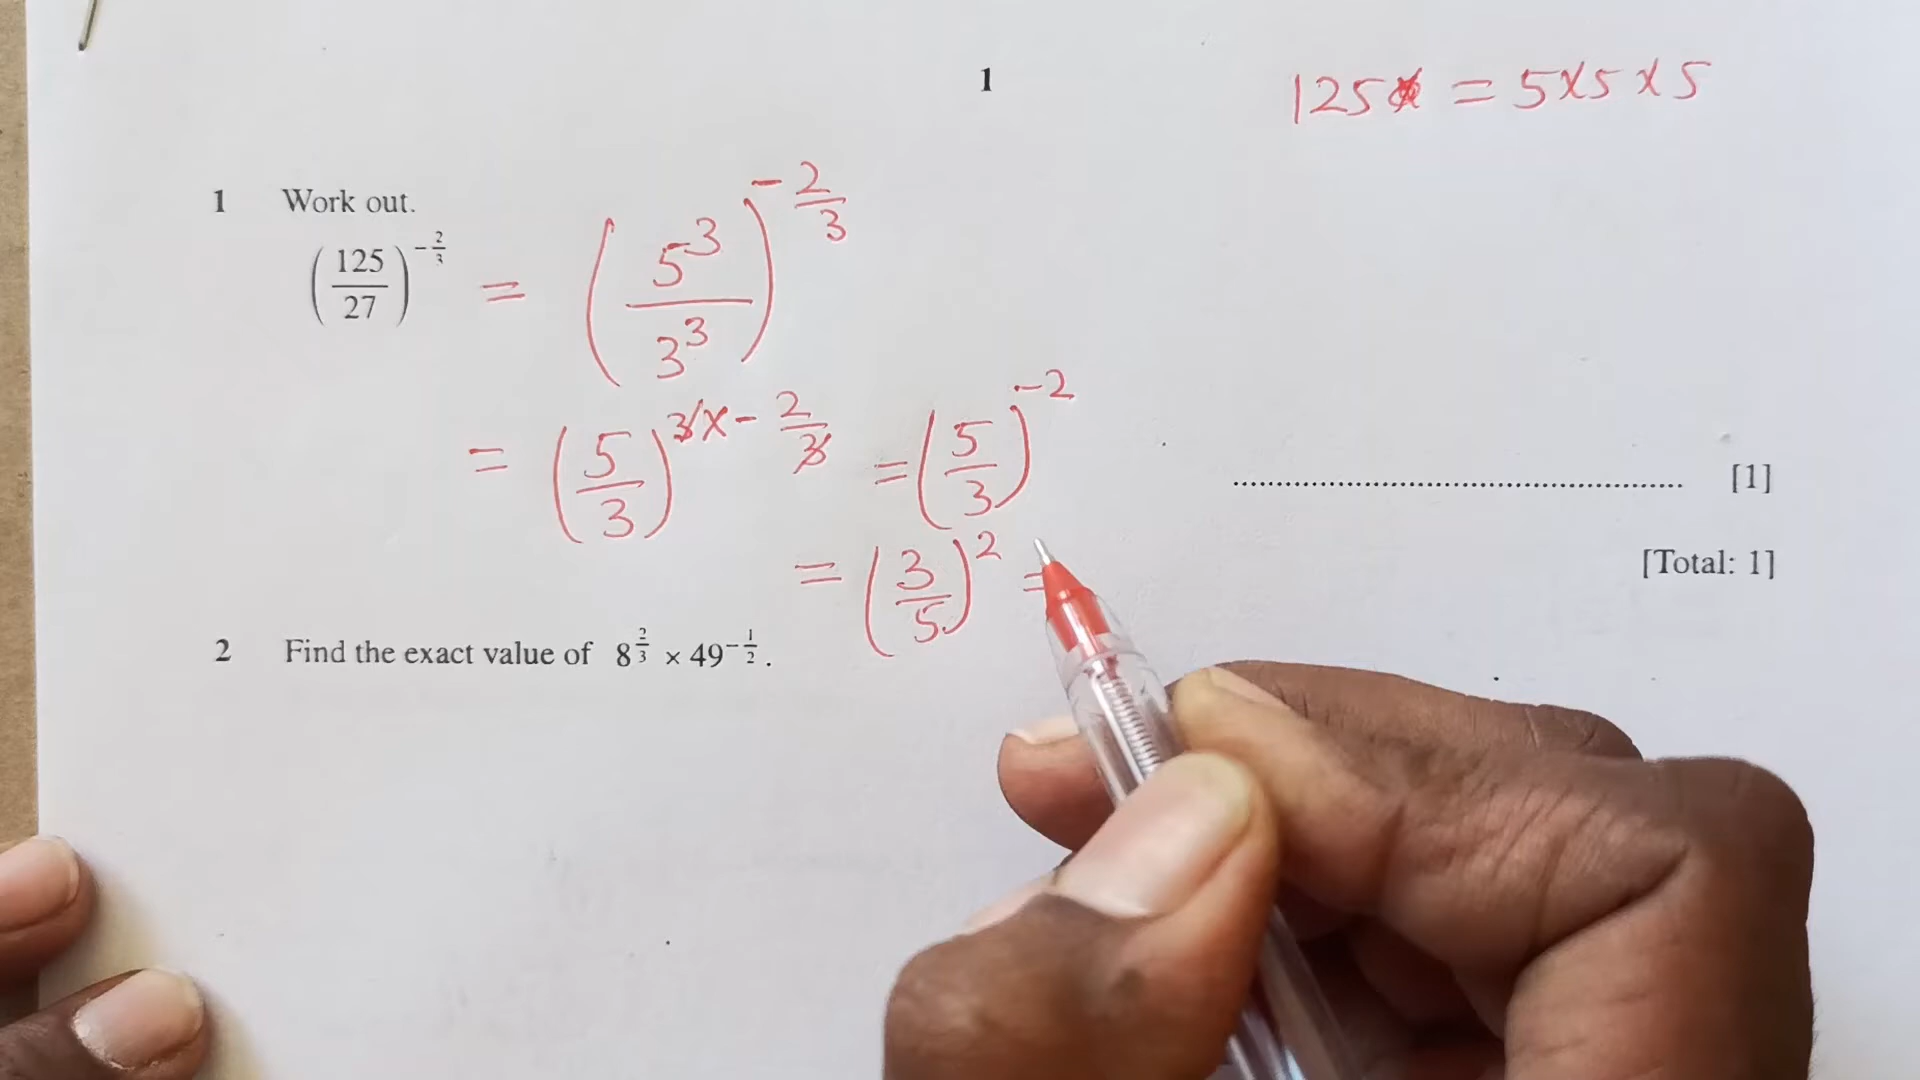 1
125 = 5×5×5
1 Work out.
(125/27)^(-2/3) = (5^3/3^3)^(-2/3)
= (5/3)^(3×-2/3) = (5/3)^(-2)
[1]
= (3/5)^2 =
[Total: 1]
2 Find the exact value of 8^(2/3) × 49^(-1/2).